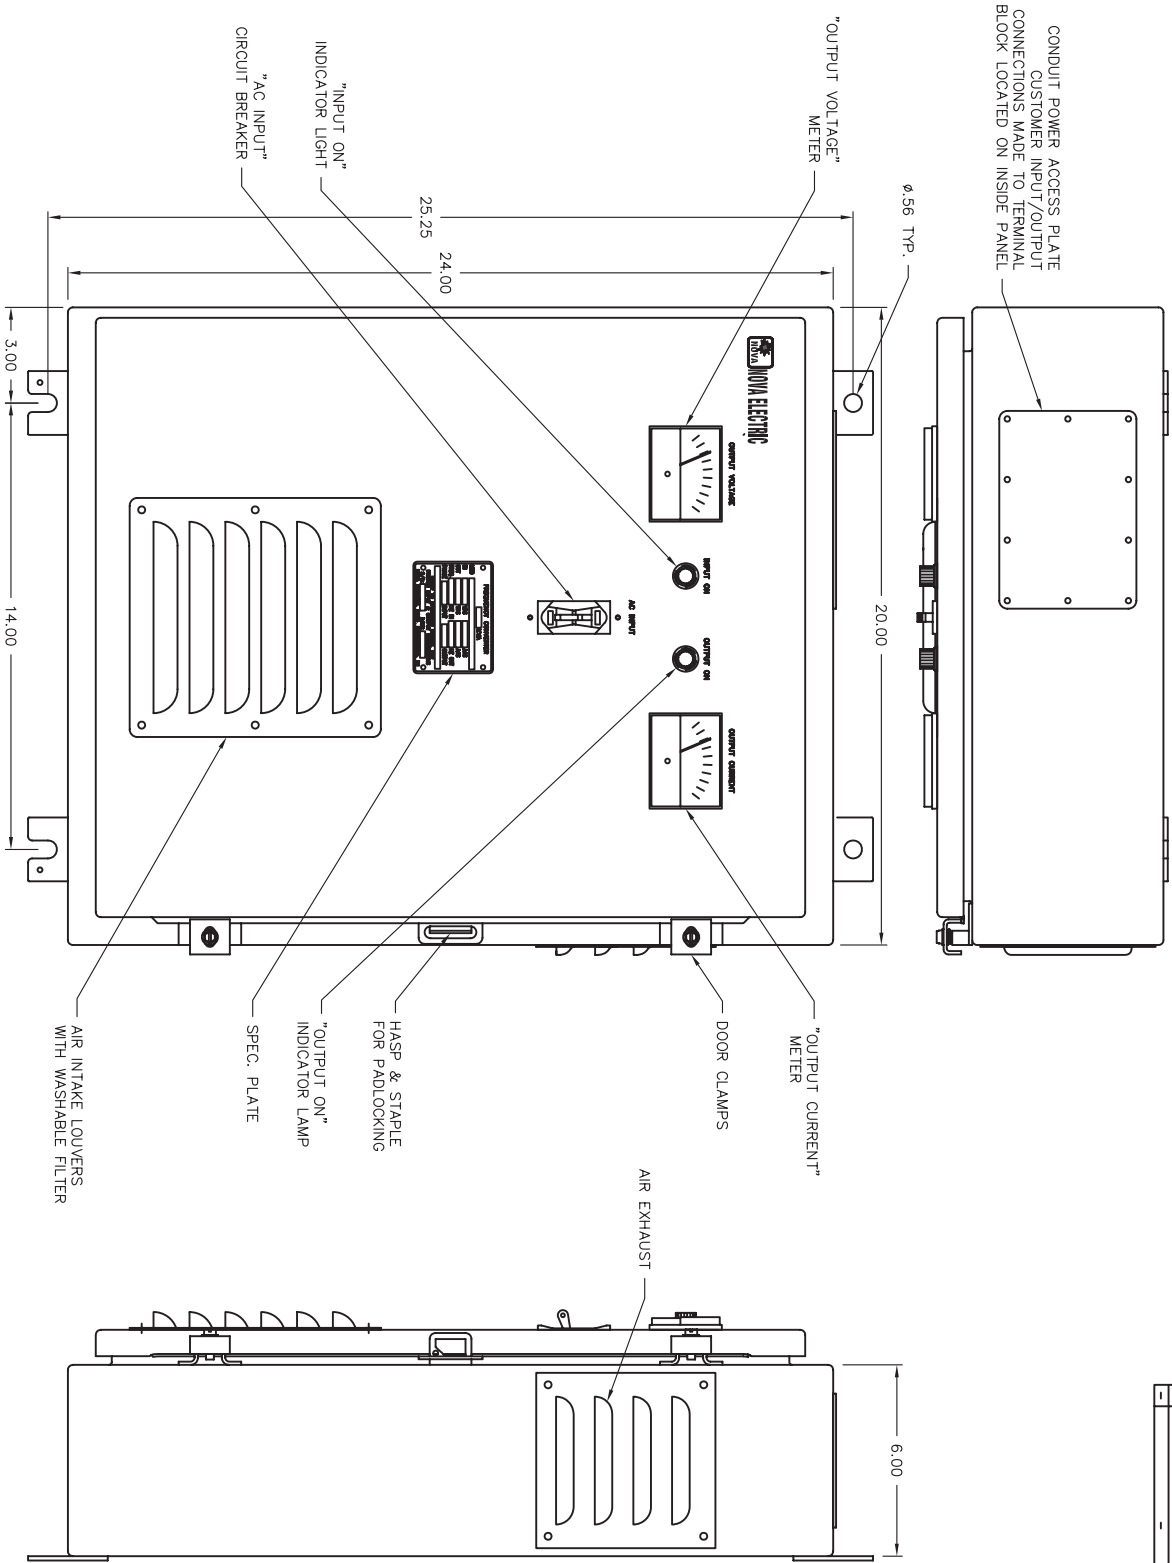 CONDUIT POWER ACCESS PLATE
CUSTOMER INPUT/OUTPUT
CONNECTIONS MADE TO TERMINAL
BLOCK LOCATED ON INSIDE PANEL
ø.56 TYP.
20.00
"OUTPUT VOLTAGE"
METER
"INPUT ON"
INDICATOR LIGHT
"AC INPUT"
CIRCUIT BREAKER
25.25
24.00
3.00
14.00
NOVA
NOVA ELECTRIC
OUTPUT VOLTAGE
INPUT ON
AC INPUT
OUTPUT ON
OUTPUT CURRENT
FREQUENCY CONVERTER
"OUTPUT CURRENT"
METER
DOOR CLAMPS
HASP & STAPLE
FOR PADLOCKING
"OUTPUT ON"
INDICATOR LAMP
SPEC. PLATE
AIR INTAKE LOUVERS
WITH WASHABLE FILTER
AIR EXHAUST
6.00